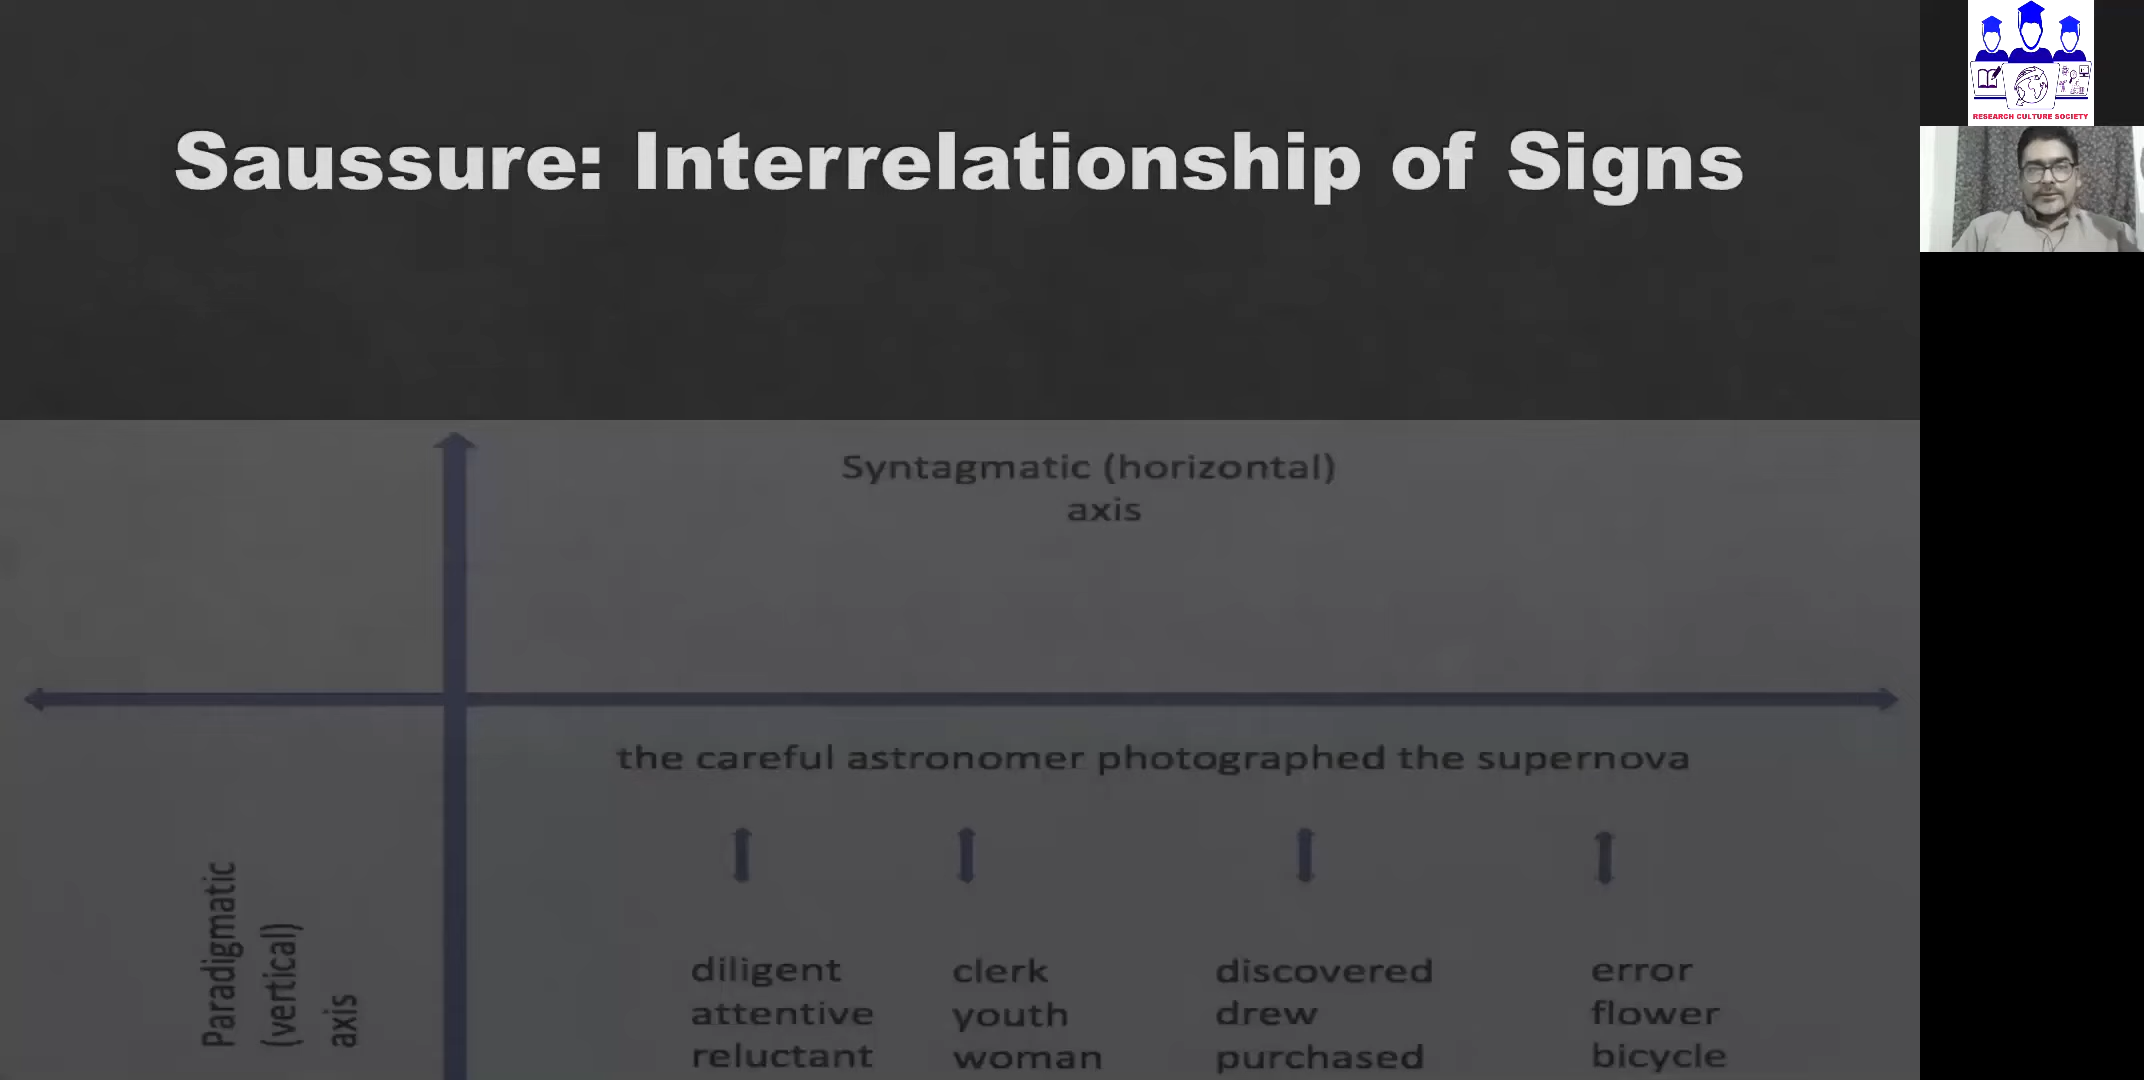 Saussure: Interrelationship of Signs
RESEARCH CULTURE SOCIETY
Syntagmatic (horizontal)
axis
the careful astronomer photographed the supernova
Paradigmatic
(vertical)
axis
diligent clerk discovered error
attentive youth drew flower
reluctant woman purchased bicycle